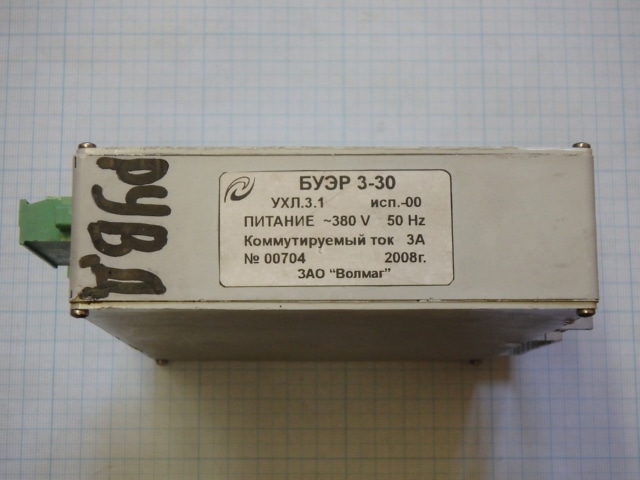 БУЭР 3-30
УХЛ.3.1 исп.-00
ПИТАНИЕ ~380 V 50 Hz
Коммутируемый ток 3А
№ 00704 2008г.
ЗАО "Волмаг"
РУВД